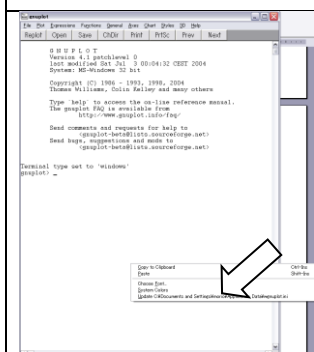 gnuplot
File Plot Expressions Functions General Axes Chart Styles 3D Help
Replot Open Save ChDir Print PrtSc Prev Next
G N U P L O T
Version 4.1 patchlevel 0
last modified Sat Jul 3 00:04:32 CEST 2004
System: MS-Windows 32 bit
Copyright (C) 1986 - 1993, 1998, 2004
Thomas Williams, Colin Kelley and many others
Type `help` to access the on-line reference manual.
The gnuplot FAQ is available from
http://www.gnuplot.info/faq/
Send comments and requests for help to
<gnuplot-beta@lists.sourceforge.net>
Send bugs, suggestions and mods to
<gnuplot-beta@lists.sourceforge.net>
Terminal type set to 'windows'
gnuplot>
Copy to Clipboard Ctrl+Ins
Paste Shift+Ins
Choose Font...
System Colors
Update C:\Documents and